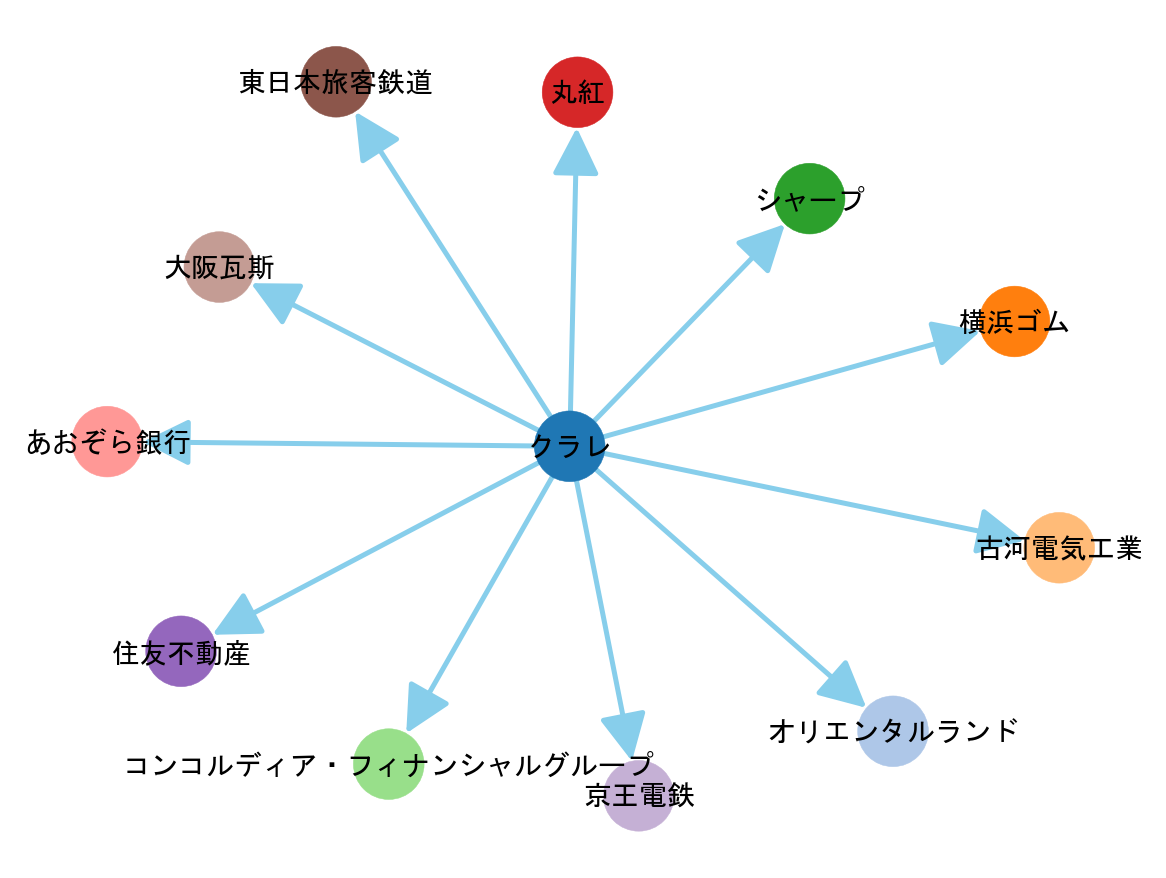 東日本旅客鉄道
丸紅
シャープ
大阪瓦斯
横浜ゴム
あおぞら銀行
クラレ
古河電気工業
住友不動産
オリエンタルランド
コンコルディア・フィナンシャルグループ
京王電鉄